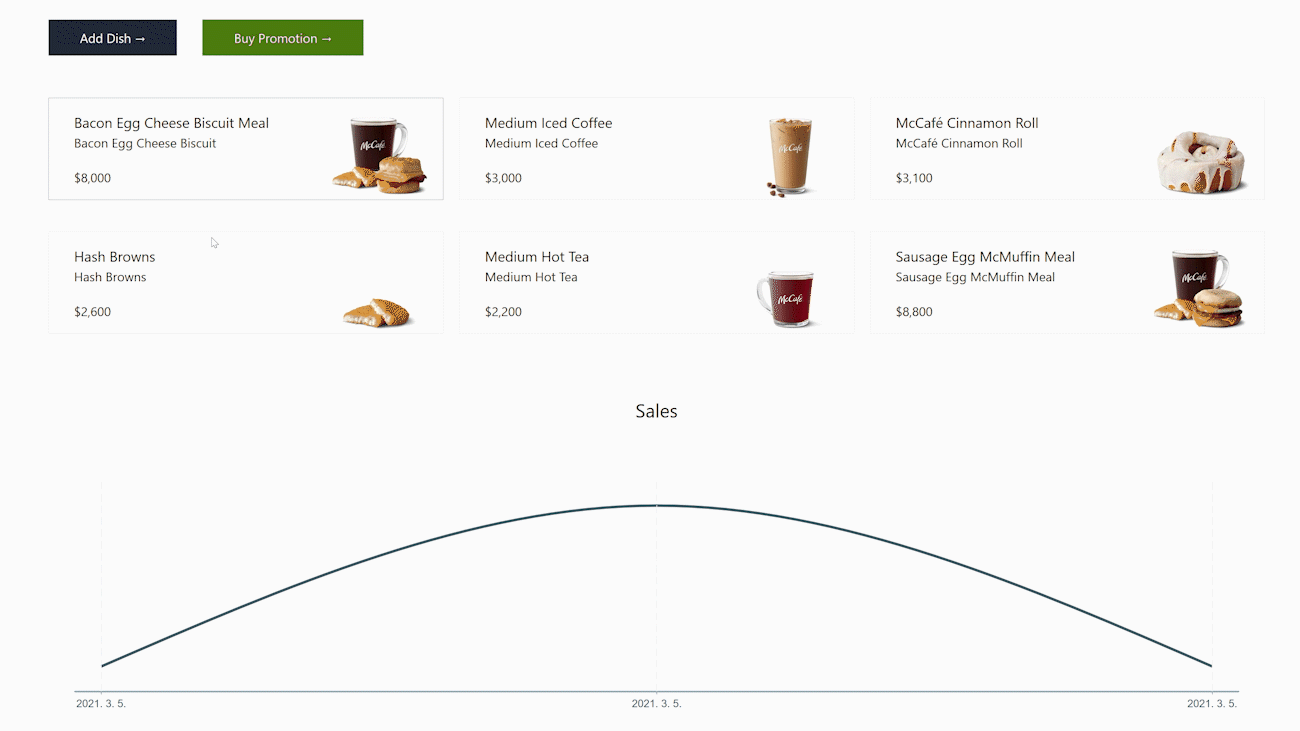 Add Dish →
Buy Promotion →
Bacon Egg Cheese Biscuit Meal
Bacon Egg Cheese Biscuit
$8,000
McCafé
Medium Iced Coffee
Medium Iced Coffee
$3,000
McCafé
McCafé Cinnamon Roll
McCafé Cinnamon Roll
$3,100
Hash Browns
Hash Browns
$2,600
Medium Hot Tea
Medium Hot Tea
$2,200
McCafé
Sausage Egg McMuffin Meal
Sausage Egg McMuffin Meal
$8,800
McCafé
Sales
2021. 3. 5.
2021. 3. 5.
2021. 3. 5.